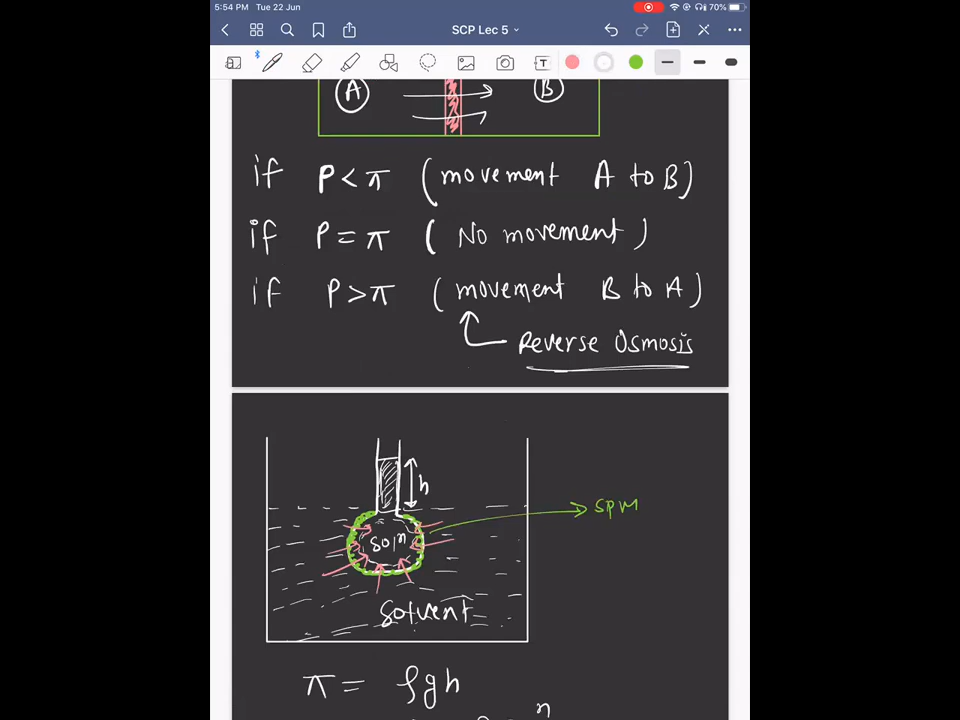 5:54 PM Tue 22 Jun
70%
SCP Lec 5
T
A B
if P < π (movement A to B)
if P = π ( No movement )
if P > π ( movement B to A )
Reverse Osmosis
h
SPM
solⁿ
solvent
π = ρgh
n